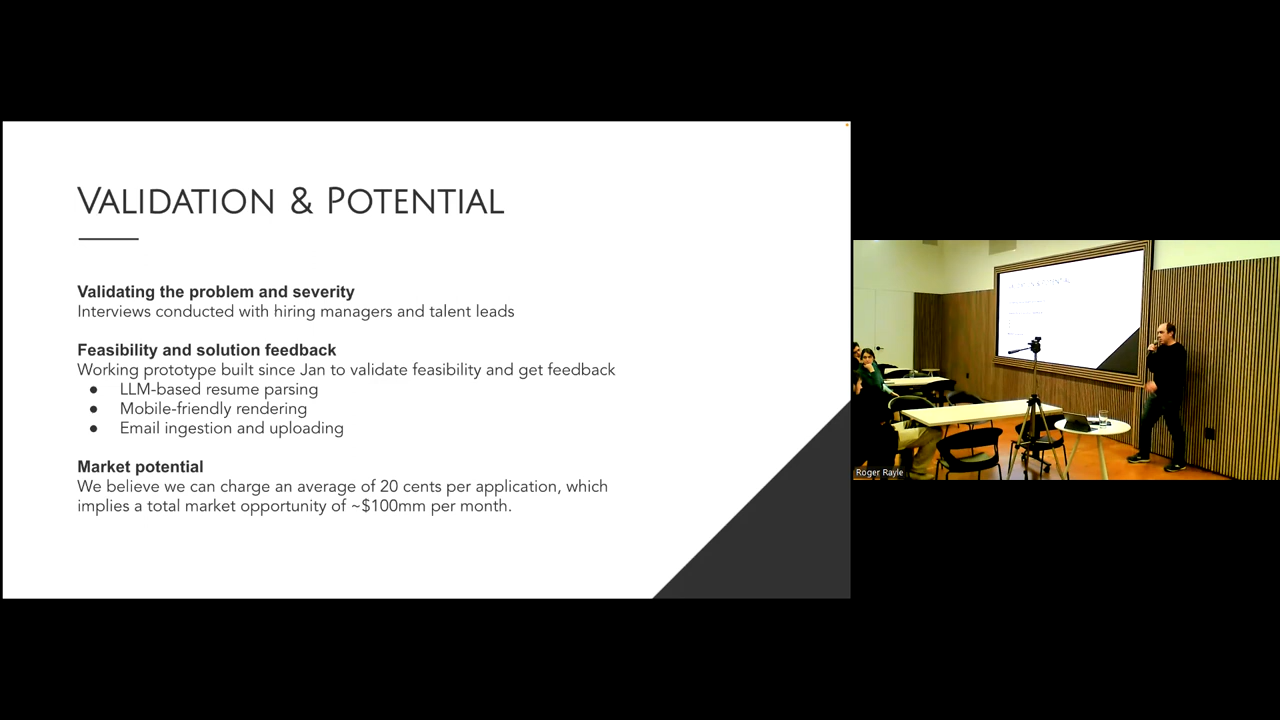 VALIDATION & POTENTIAL
Validating the problem and severity
Interviews conducted with hiring managers and talent leads
Feasibility and solution feedback
Working prototype built since Jan to validate feasibility and get feedback
● LLM-based resume parsing
● Mobile-friendly rendering
● Email ingestion and uploading
Market potential
We believe we can charge an average of 20 cents per application, which
implies a total market opportunity of ~$100mm per month.
VALIDATION & POTENTIAL
Roger Rayle